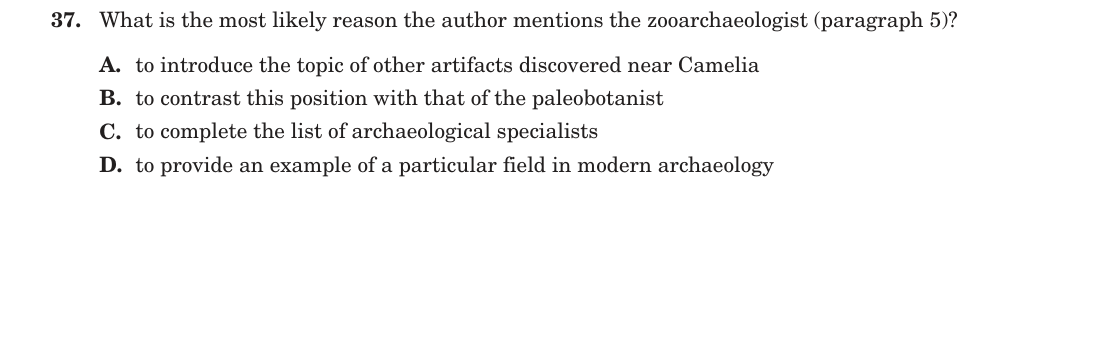 37. What is the most likely reason the author mentions the zooarchaeologist (paragraph 5)?
A. to introduce the topic of other artifacts discovered near Camelia
B. to contrast this position with that of the paleobotanist
C. to complete the list of archaeological specialists
D. to provide an example of a particular field in modern archaeology